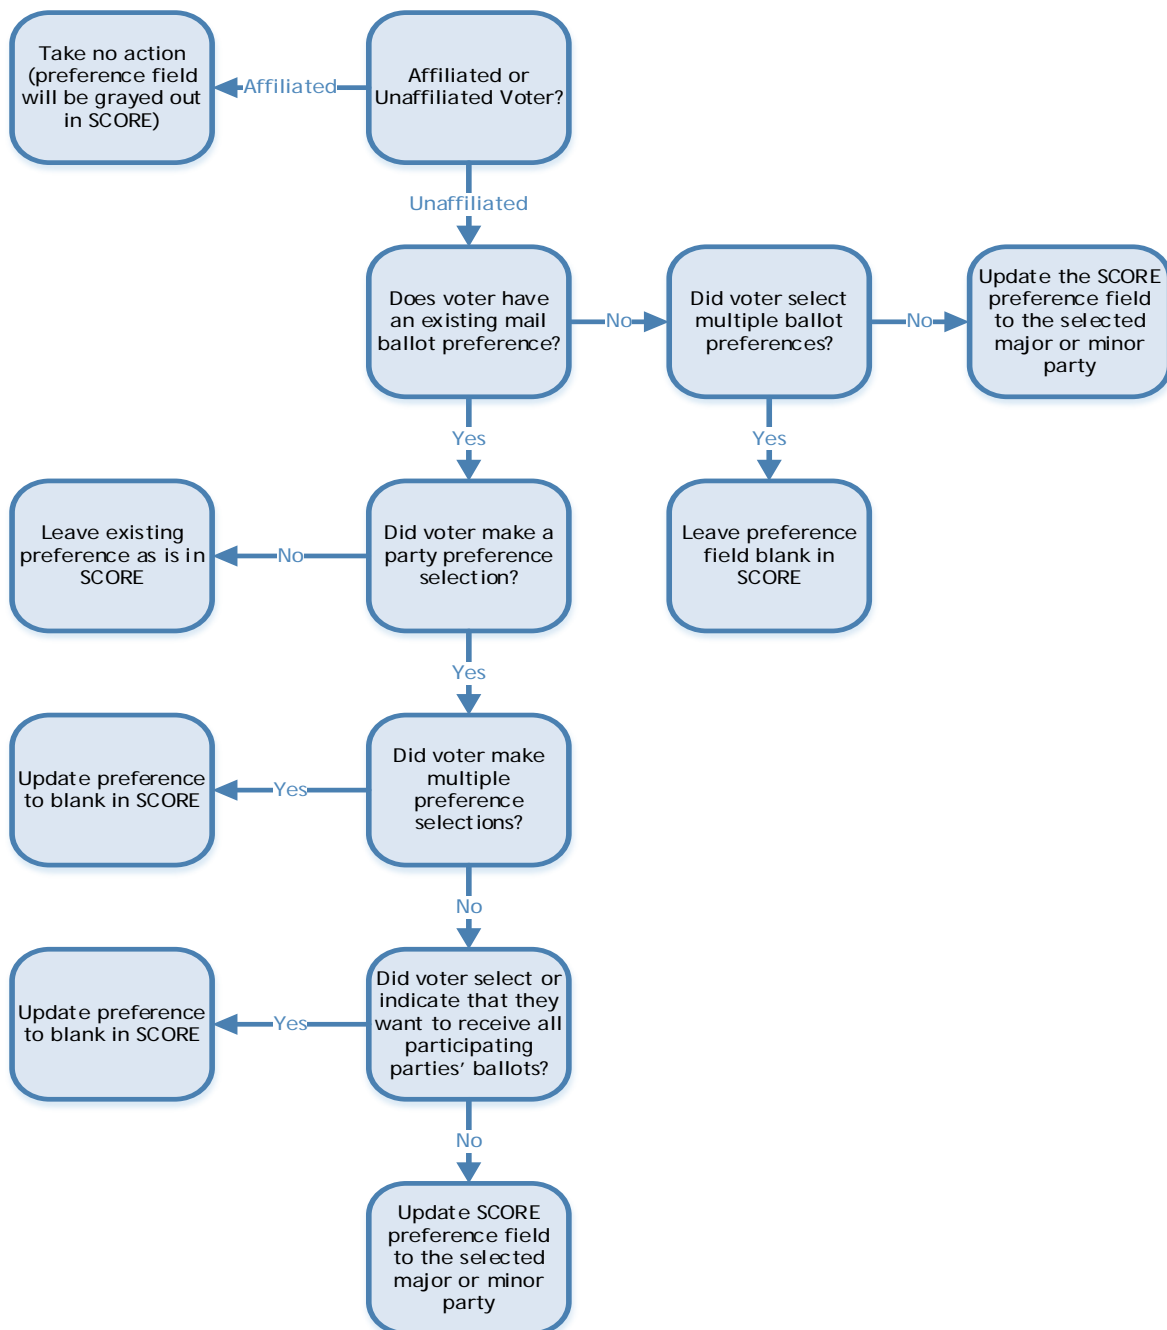 Take no action
(preference field
will be grayed out
in SCORE)
Affiliated
Affiliated or
Unaffiliated Voter?
Unaffiliated
Does voter have
an existing mail
ballot preference?
No
Did voter select
multiple ballot
preferences?
No
Update the SCORE
preference field
to the selected
major or minor
party
Yes
Yes
Leave existing
preference as is in
SCORE
No
Did voter make a
party preference
selection?
Leave preference
field blank in
SCORE
Yes
Update preference
to blank in SCORE
Yes
Did voter make
multiple
preference
selections?
No
Update preference
to blank in SCORE
Yes
Did voter select or
indicate that they
want to receive all
participating
parties’ ballots?
No
Update SCORE
preference field
to the selected
major or minor
party